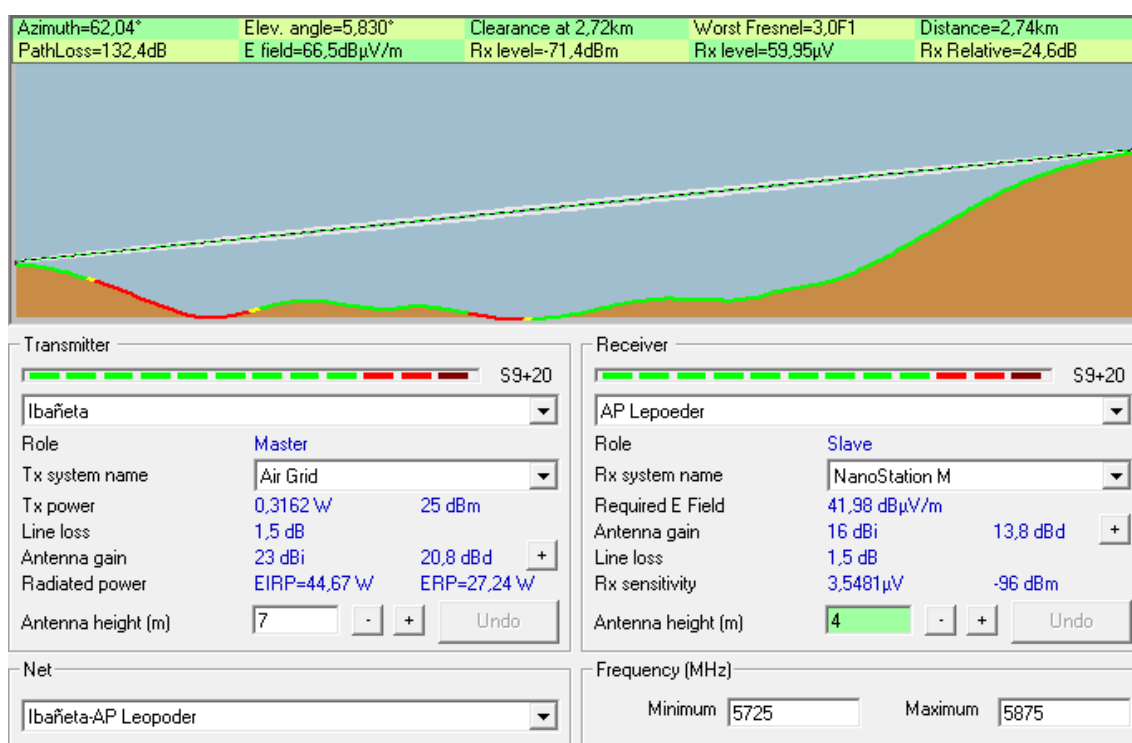 Azimuth=62,04° Elev. angle=5,830° Clearance at 2,72km Worst Fresnel=3,0F1 Distance=2,74km
PathLoss=132,4dB E field=66,5dBµV/m Rx level=-71,4dBm Rx level=59,95µV Rx Relative=24,6dB
Transmitter
S9+20
Ibañeta
Role Master
Tx system name Air Grid
Tx power 0,3162 W 25 dBm
Line loss 1,5 dB
Antenna gain 23 dBi 20,8 dBd +
Radiated power EIRP=44,67 W ERP=27,24 W
Antenna height (m) 7 - + Undo
Net
Ibañeta-AP Leopoder
Receiver
S9+20
AP Lepoeder
Role Slave
Rx system name NanoStation M
Required E Field 41,98 dBµV/m
Antenna gain 16 dBi 13,8 dBd +
Line loss 1,5 dB
Rx sensitivity 3,5481µV -96 dBm
Antenna height (m) 4 - + Undo
Frequency (MHz)
Minimum 5725 Maximum 5875